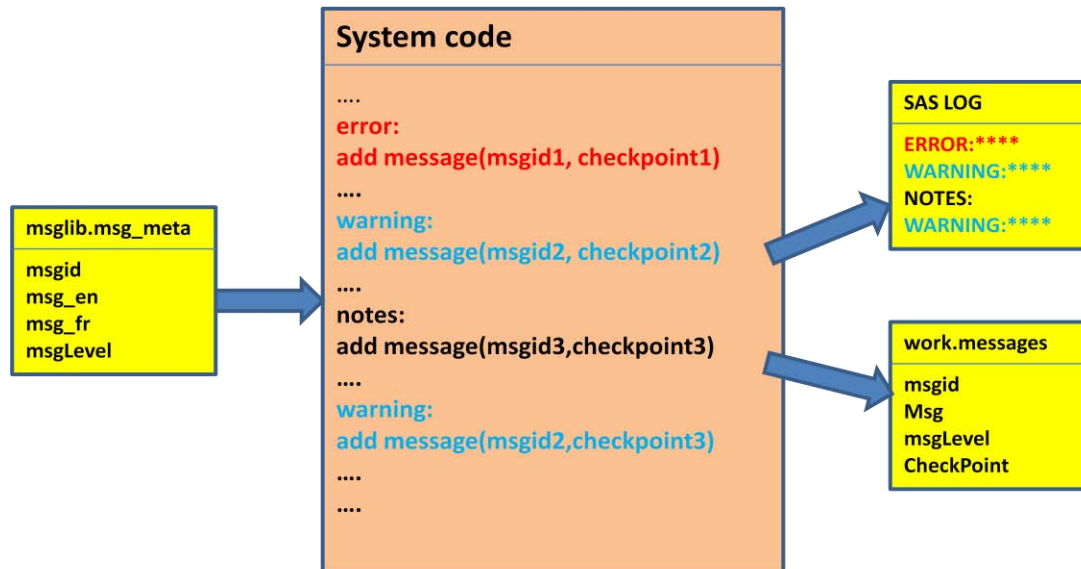 msglib.msg_meta
msgid
msg_en
msg_fr
msgLevel
System code
....
error:
add message(msgid1, checkpoint1)
....
warning:
add message(msgid2, checkpoint2)
....
notes:
add message(msgid3,checkpoint3)
....
warning:
add message(msgid2,checkpoint3)
....
....
SAS LOG
ERROR:****
WARNING:****
NOTES:
WARNING:****
work.messages
msgid
Msg
msgLevel
CheckPoint